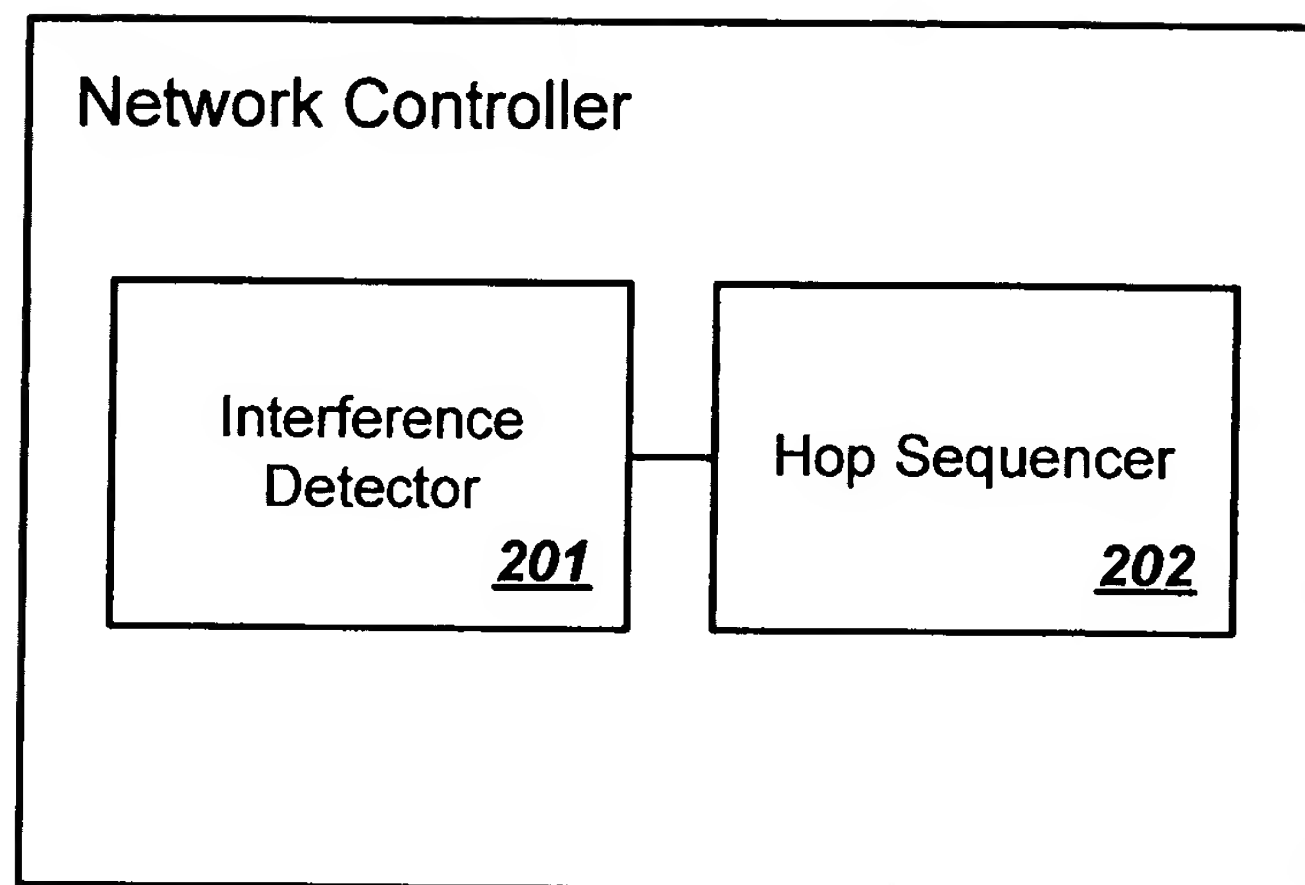 Network Controller
Interference
Detector
201
Hop Sequencer
202